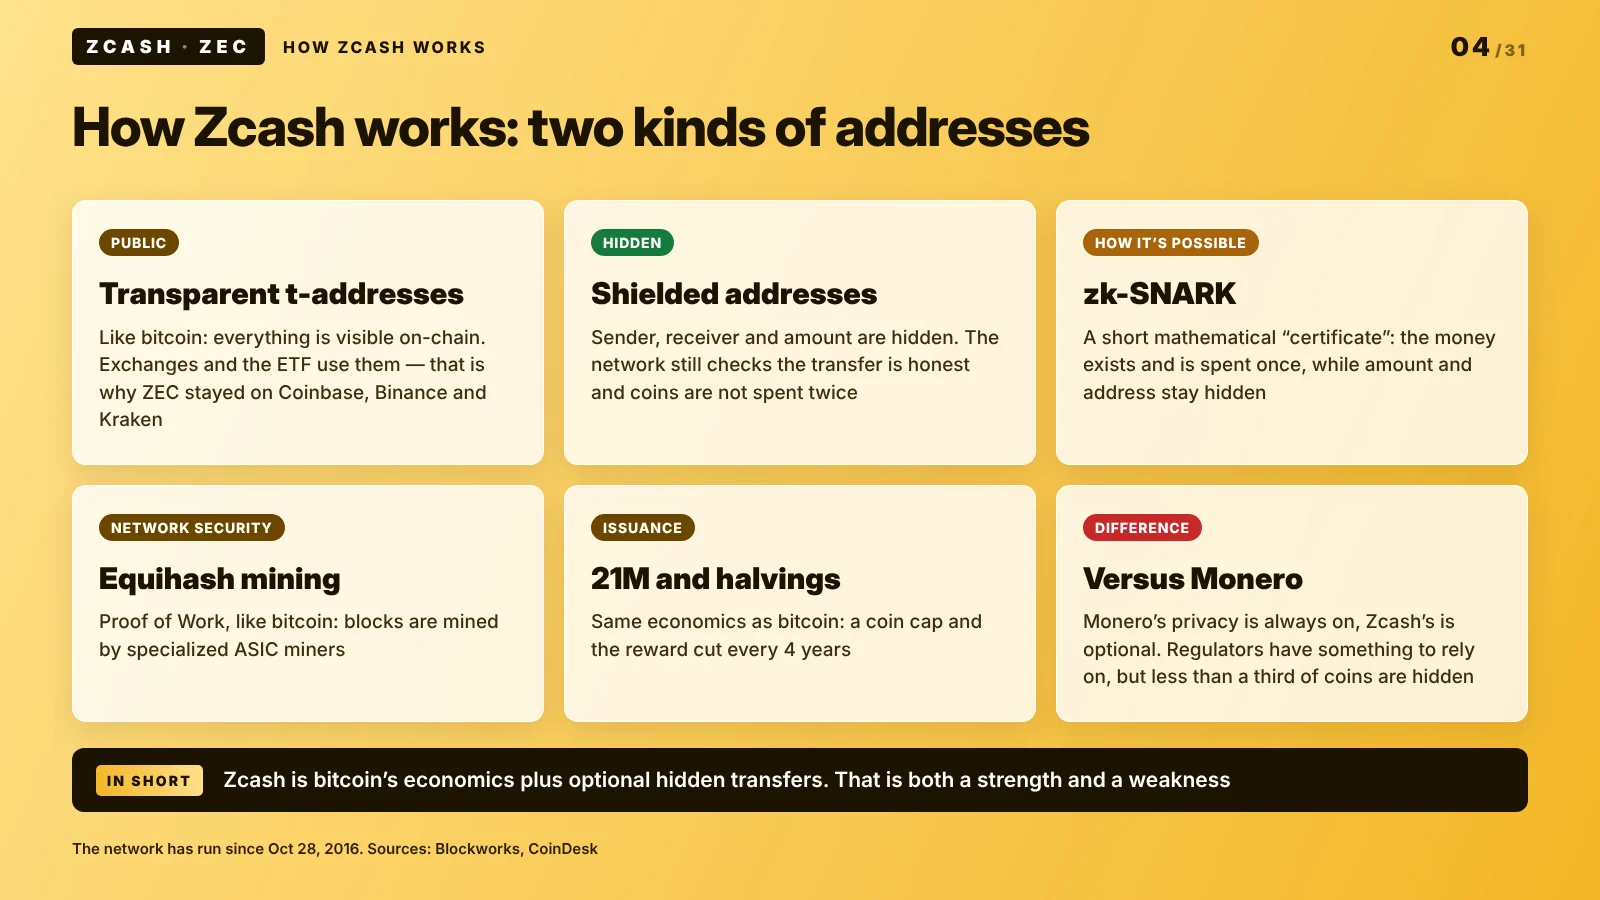 ZCASH · ZEC
HOW ZCASH WORKS
04 /31
How Zcash works: two kinds of addresses
PUBLIC
Transparent t-addresses
Like bitcoin: everything is visible on-chain.
Exchanges and the ETF use them — that is
why ZEC stayed on Coinbase, Binance and
Kraken
HIDDEN
Shielded addresses
Sender, receiver and amount are hidden. The
network still checks the transfer is honest
and coins are not spent twice
HOW IT’S POSSIBLE
zk-SNARK
A short mathematical “certificate”: the money
exists and is spent once, while amount and
address stay hidden
NETWORK SECURITY
Equihash mining
Proof of Work, like bitcoin: blocks are mined
by specialized ASIC miners
ISSUANCE
21M and halvings
Same economics as bitcoin: a coin cap and
the reward cut every 4 years
DIFFERENCE
Versus Monero
Monero’s privacy is always on, Zcash’s is
optional. Regulators have something to rely
on, but less than a third of coins are hidden
IN SHORT
Zcash is bitcoin’s economics plus optional hidden transfers. That is both a strength and a weakness
The network has run since Oct 28, 2016. Sources: Blockworks, CoinDesk